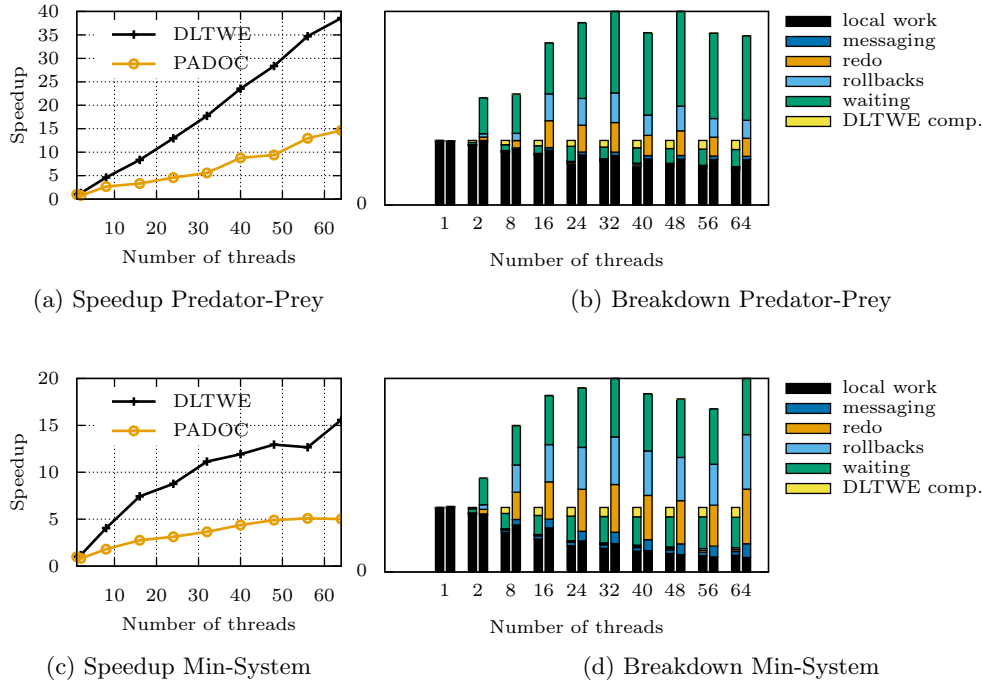 40
35
30
25
20
15
10
5
0
Speedup
DLTWE
PADOC
10 20 30 40 50 60
Number of threads
(a) Speedup Predator-Prey
0
1 2 8 16 24 32 40 48 56 64
Number of threads
local work
messaging
redo
rollbacks
waiting
DLTWE comp.
(b) Breakdown Predator-Prey
20
15
10
5
0
Speedup
DLTWE
PADOC
10 20 30 40 50 60
Number of threads
(c) Speedup Min-System
0
1 2 8 16 24 32 40 48 56 64
Number of threads
local work
messaging
redo
rollbacks
waiting
DLTWE comp.
(d) Breakdown Min-System